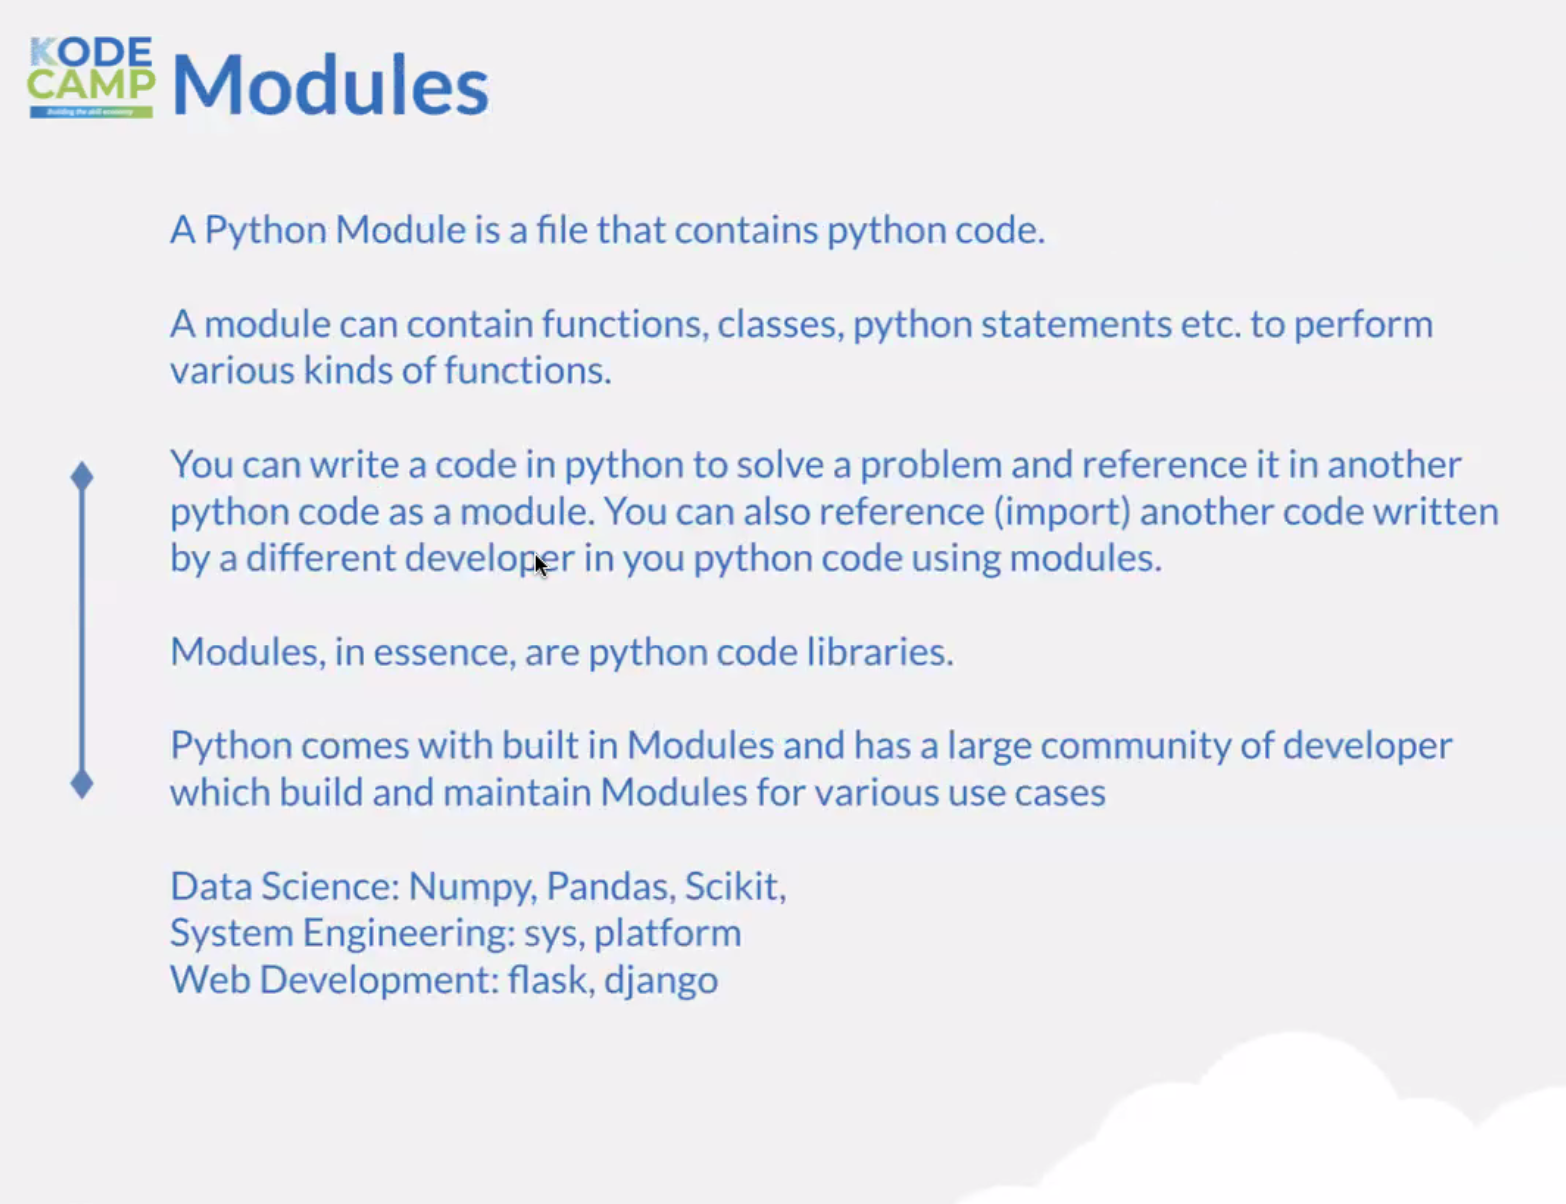 KODE
CAMP
Building the skill economy
Modules
A Python Module is a file that contains python code.
A module can contain functions, classes, python statements etc. to perform
various kinds of functions.
You can write a code in python to solve a problem and reference it in another
python code as a module. You can also reference (import) another code written
by a different developer in you python code using modules.
Modules, in essence, are python code libraries.
Python comes with built in Modules and has a large community of developer
which build and maintain Modules for various use cases
Data Science: Numpy, Pandas, Scikit,
System Engineering: sys, platform
Web Development: flask, django